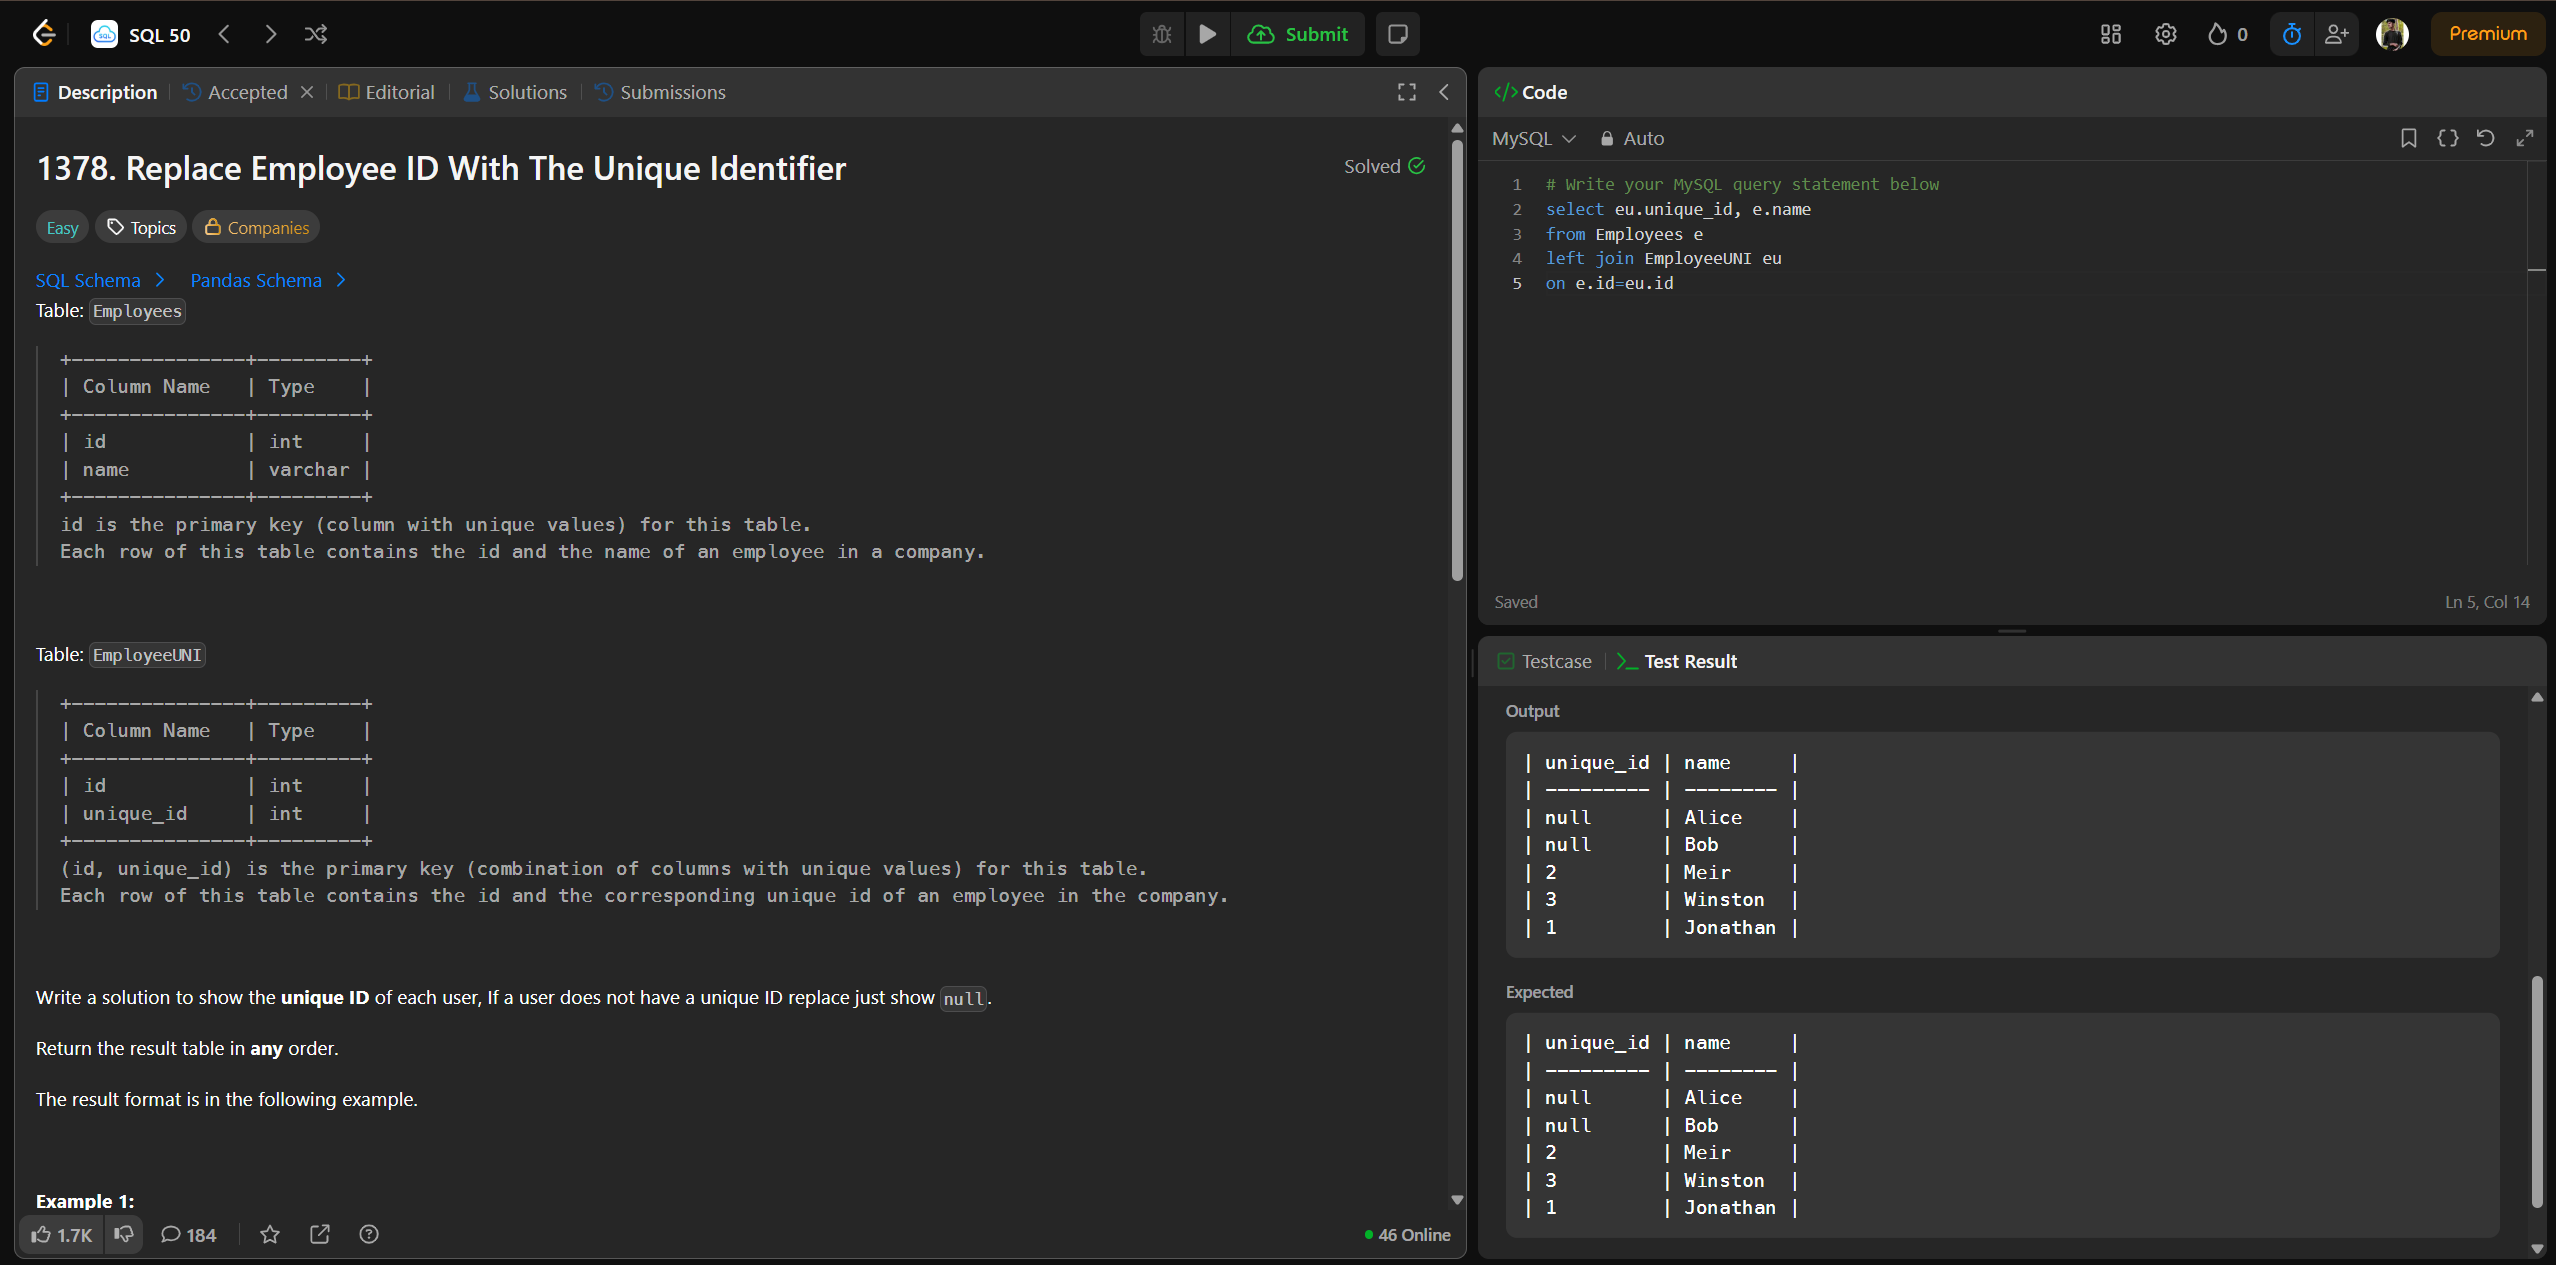 SQL 50
Submit
0
Premium
Description
Accepted
Editorial
Solutions
Submissions
1378. Replace Employee ID With The Unique Identifier
Solved
Easy
Topics
Companies
SQL Schema
Pandas Schema
Table: Employees
+---------------+---------+
| Column Name   | Type    |
+---------------+---------+
| id            | int     |
| name          | varchar |
+---------------+---------+
id is the primary key (column with unique values) for this table.
Each row of this table contains the id and the name of an employee in a company.
Table: EmployeeUNI
+---------------+---------+
| Column Name   | Type    |
+---------------+---------+
| id            | int     |
| unique_id     | int     |
+---------------+---------+
(id, unique_id) is the primary key (combination of columns with unique values) for this table.
Each row of this table contains the id and the corresponding unique id of an employee in the company.
Write a solution to show the unique ID of each user, If a user does not have a unique ID replace just show null.
Return the result table in any order.
The result format is in the following example.
Example 1:
1.7K
184
46 Online
</> Code
MySQL
Auto
1 # Write your MySQL query statement below
2 select eu.unique_id, e.name
3 from Employees e
4 left join EmployeeUNI eu
5 on e.id=eu.id
Saved
Ln 5, Col 14
Testcase
Test Result
Output
| unique_id | name     |
| --------- | -------- |
| null      | Alice    |
| null      | Bob      |
| 2         | Meir     |
| 3         | Winston  |
| 1         | Jonathan |
Expected
| unique_id | name     |
| --------- | -------- |
| null      | Alice    |
| null      | Bob      |
| 2         | Meir     |
| 3         | Winston  |
| 1         | Jonathan |